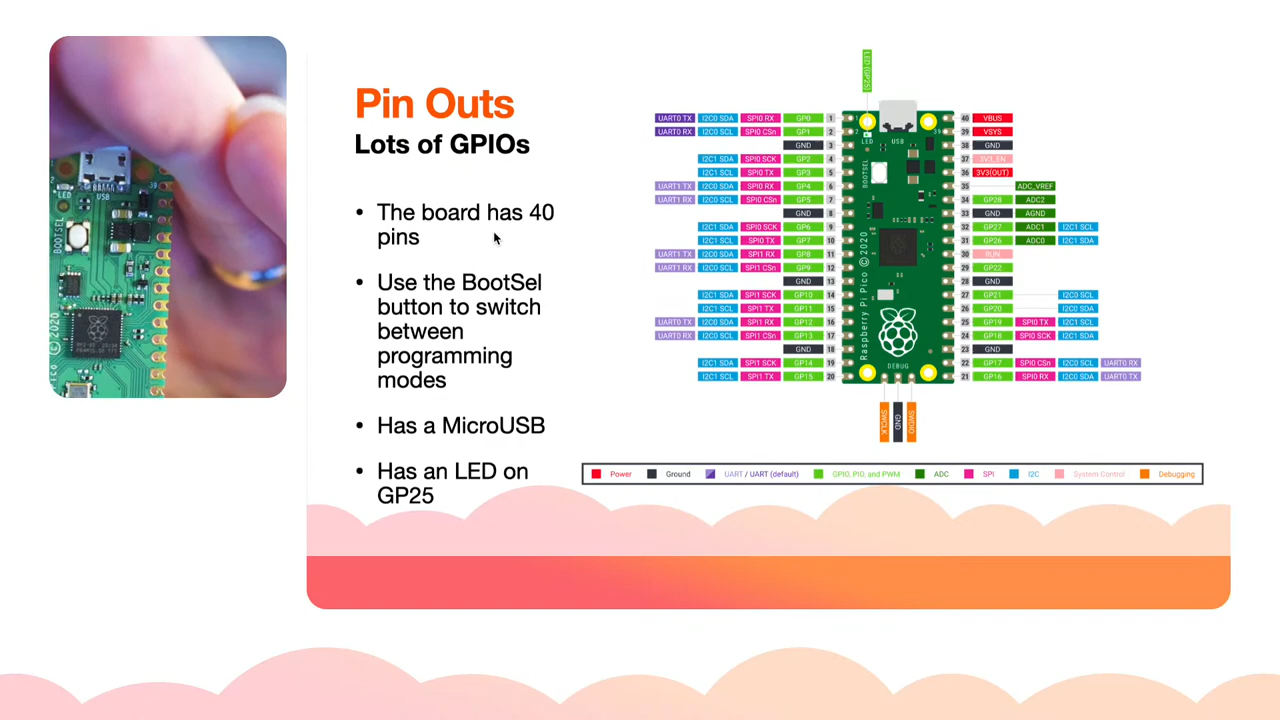 Pin Outs
Lots of GPIOs
• The board has 40
pins
• Use the BootSel
button to switch
between
programming
modes
• Has a MicroUSB
• Has an LED on
GP25
LED (GP25)
UART0 TX I2C0 SDA SPI0 RX GP0 1
UART0 RX I2C0 SCL SPI0 CSn GP1 2
GND 3
I2C1 SDA SPI0 SCK GP2 4
I2C1 SCL SPI0 TX GP3 5
UART1 TX I2C0 SDA SPI0 RX GP4 6
UART1 RX I2C0 SCL SPI0 CSn GP5 7
GND 8
I2C1 SDA SPI0 SCK GP6 9
I2C1 SCL SPI0 TX GP7 10
UART1 TX I2C0 SDA SPI1 RX GP8 11
UART1 RX I2C0 SCL SPI1 CSn GP9 12
GND 13
I2C1 SDA SPI1 SCK GP10 14
I2C1 SCL SPI1 TX GP11 15
UART0 TX I2C0 SDA SPI1 RX GP12 16
UART0 RX I2C0 SCL SPI1 CSn GP13 17
GND 18
I2C1 SDA SPI1 SCK GP14 19
I2C1 SCL SPI1 TX GP15 20
1
2
39
LED
USB
BOOTSEL
Raspberry Pi Pico © 2020
DEBUG
40 VBUS
39 VSYS
38 GND
37 3V3_EN
36 3V3(OUT)
35 ADC_VREF
34 GP28 ADC2
33 GND AGND
32 GP27 ADC1 I2C1 SCL
31 GP26 ADC0 I2C1 SDA
30 RUN
29 GP22
28 GND
27 GP21 I2C0 SCL
26 GP20 I2C0 SDA
25 GP19 SPI0 TX I2C1 SCL
24 GP18 SPI0 SCK I2C1 SDA
23 GND
22 GP17 SPI0 CSn I2C0 SCL UART0 RX
21 GP16 SPI0 RX I2C0 SDA UART0 TX
SWCLK
GND
SWDIO
Power Ground UART / UART (default) GPIO, PIO, and PWM ADC SPI I2C System Control Debugging
2
39
LED
USB
BOOTSEL